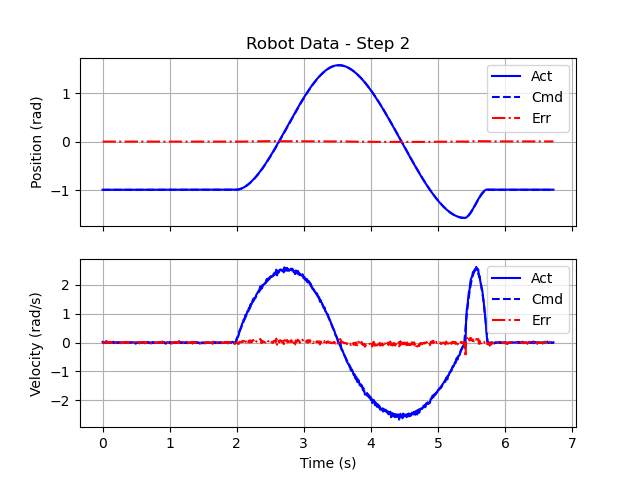 Robot Data - Step 2
Position (rad)
1
0
−1
Act
Cmd
Err
Velocity (rad/s)
2
1
0
−1
−2
Act
Cmd
Err
0 1 2 3 4 5 6 7
Time (s)